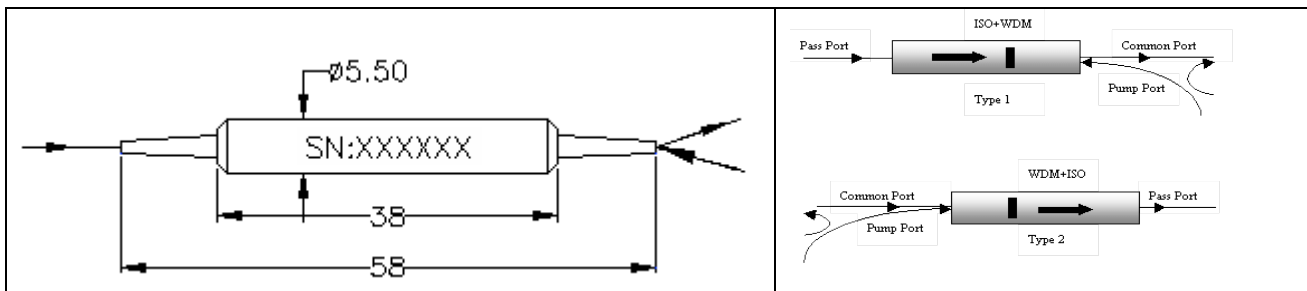 ø5.50
SN:XXXXXX
38
58
ISO+WDM
Pass Port
Common Port
Pump Port
Type 1
WDM+ISO
Common Port
Pass Port
Pump Port
Type 2